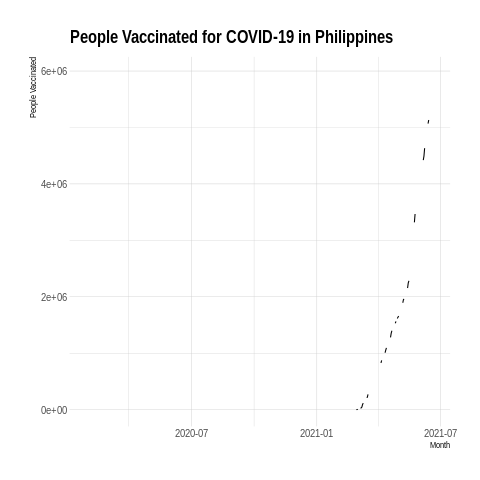 People Vaccinated for COVID-19 in Philippines
People Vaccinated
6e+06
4e+06
2e+06
0e+00
2020-07 2021-01 2021-07
Month